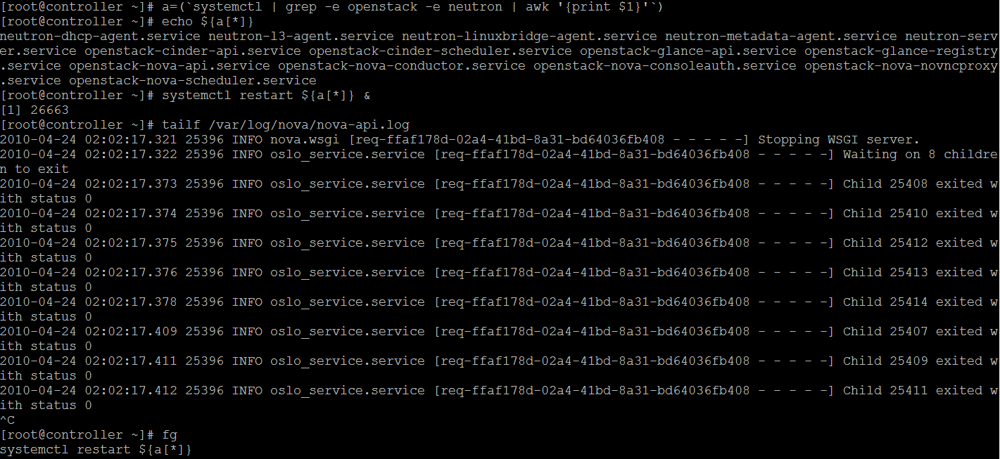 [root@controller ~]# a=(`systemctl | grep -e openstack -e neutron | awk '{print $1}'`)
[root@controller ~]# echo ${a[*]}
neutron-dhcp-agent.service neutron-l3-agent.service neutron-linuxbridge-agent.service neutron-metadata-agent.service neutron-serv
er.service openstack-cinder-api.service openstack-cinder-scheduler.service openstack-glance-api.service openstack-glance-registry
.service openstack-nova-api.service openstack-nova-conductor.service openstack-nova-consoleauth.service openstack-nova-novncproxy
.service openstack-nova-scheduler.service
[root@controller ~]# systemctl restart ${a[*]} &
[1] 26663
[root@controller ~]# tailf /var/log/nova/nova-api.log
2010-04-24 02:02:17.321 25396 INFO nova.wsgi [req-ffaf178d-02a4-41bd-8a31-bd64036fb408 - - - - -] Stopping WSGI server.
2010-04-24 02:02:17.322 25396 INFO oslo_service.service [req-ffaf178d-02a4-41bd-8a31-bd64036fb408 - - - - -] Waiting on 8 childre
n to exit
2010-04-24 02:02:17.373 25396 INFO oslo_service.service [req-ffaf178d-02a4-41bd-8a31-bd64036fb408 - - - - -] Child 25408 exited w
ith status 0
2010-04-24 02:02:17.374 25396 INFO oslo_service.service [req-ffaf178d-02a4-41bd-8a31-bd64036fb408 - - - - -] Child 25410 exited w
ith status 0
2010-04-24 02:02:17.375 25396 INFO oslo_service.service [req-ffaf178d-02a4-41bd-8a31-bd64036fb408 - - - - -] Child 25412 exited w
ith status 0
2010-04-24 02:02:17.376 25396 INFO oslo_service.service [req-ffaf178d-02a4-41bd-8a31-bd64036fb408 - - - - -] Child 25413 exited w
ith status 0
2010-04-24 02:02:17.378 25396 INFO oslo_service.service [req-ffaf178d-02a4-41bd-8a31-bd64036fb408 - - - - -] Child 25414 exited w
ith status 0
2010-04-24 02:02:17.409 25396 INFO oslo_service.service [req-ffaf178d-02a4-41bd-8a31-bd64036fb408 - - - - -] Child 25407 exited w
ith status 0
2010-04-24 02:02:17.411 25396 INFO oslo_service.service [req-ffaf178d-02a4-41bd-8a31-bd64036fb408 - - - - -] Child 25409 exited w
ith status 0
2010-04-24 02:02:17.412 25396 INFO oslo_service.service [req-ffaf178d-02a4-41bd-8a31-bd64036fb408 - - - - -] Child 25411 exited w
ith status 0
^C
[root@controller ~]# fg
systemctl restart ${a[*]}